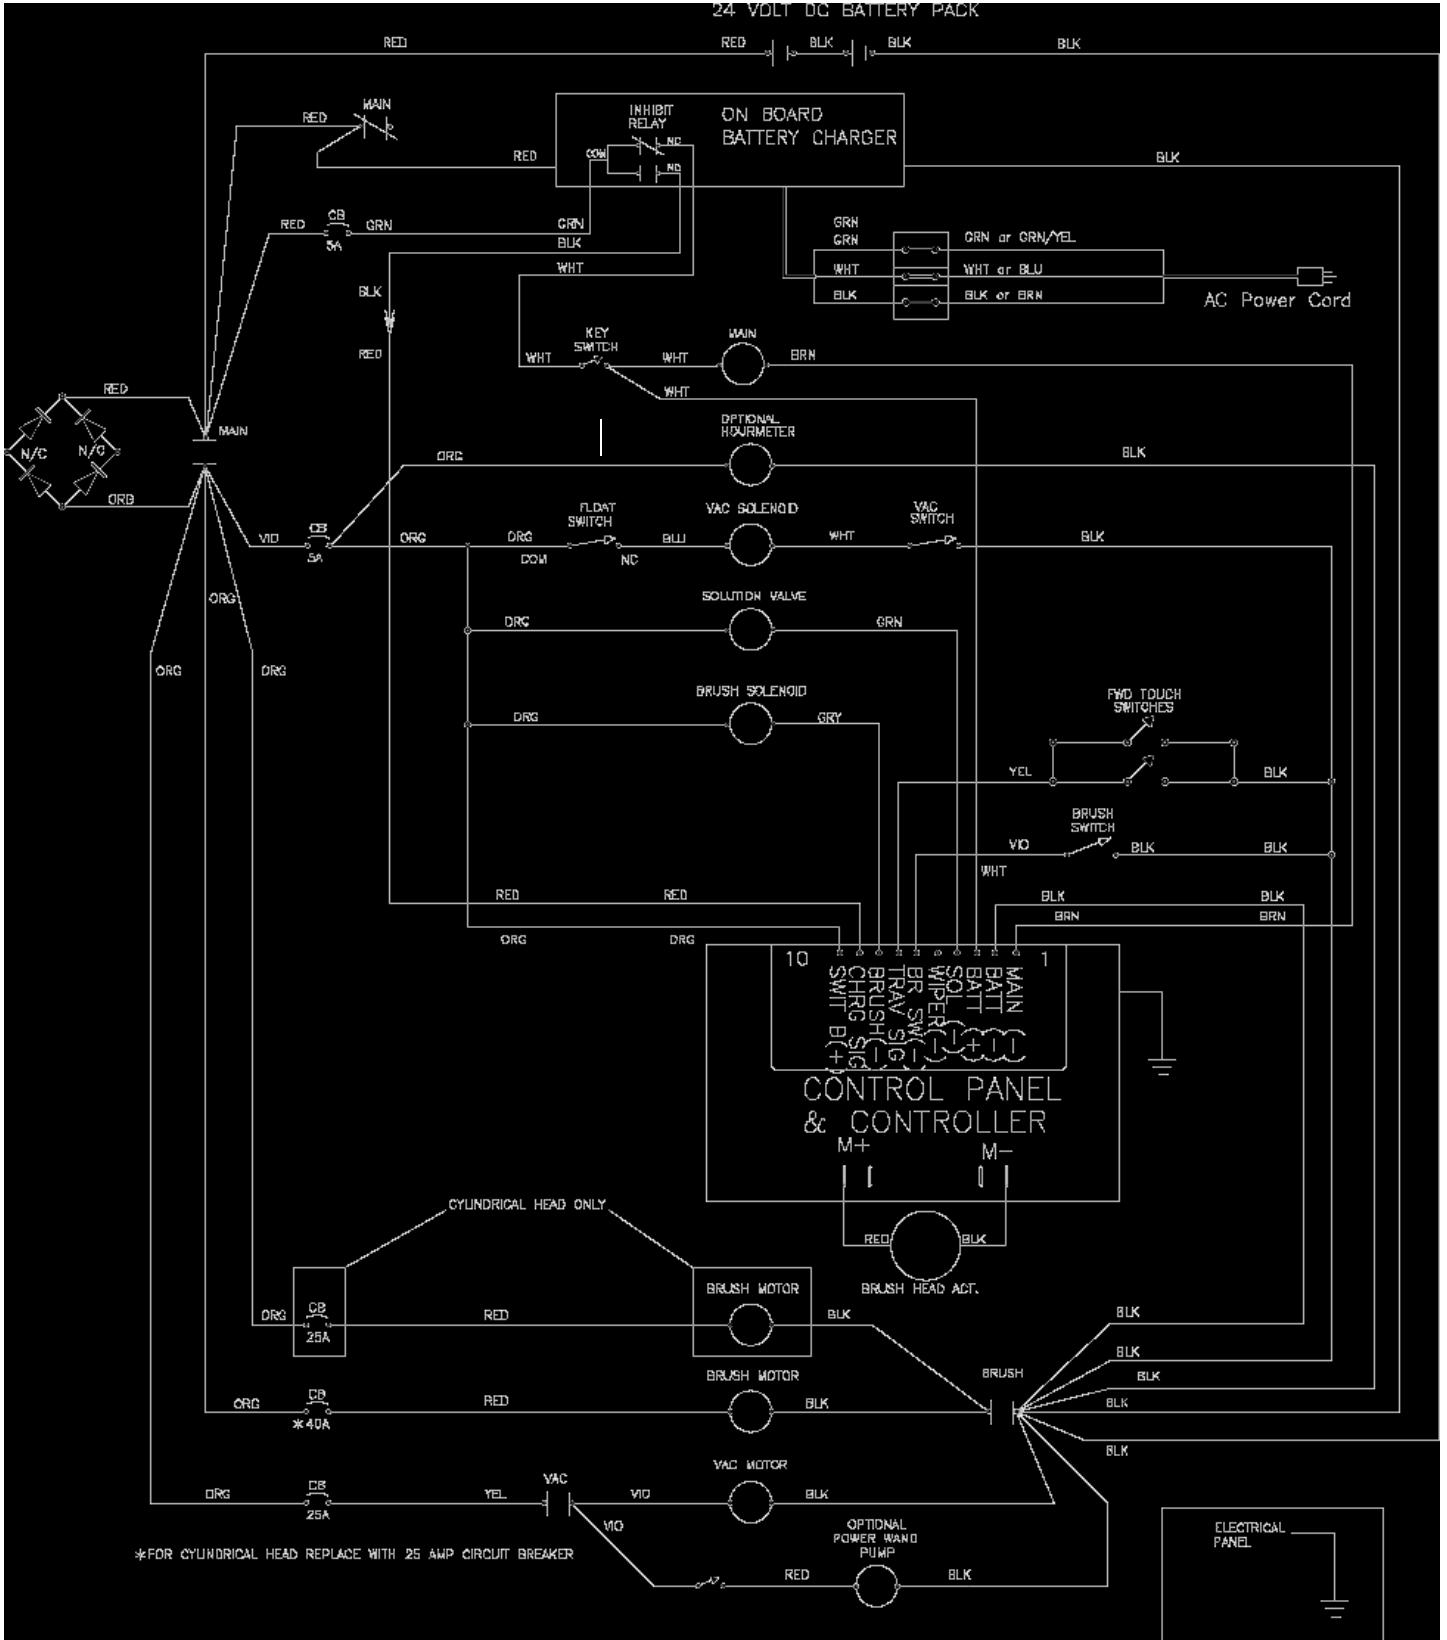 24 VOLT DC BATTERY PACK
RED RED BLK BLK BLK
MAIN
RED
INHIBIT
RELAY
ON BOARD
BATTERY CHARGER
COM NC
NO
RED BLK
RED CB GRN GRN
5A
BLK
WHT
GRN
GRN GRN or GRN/YEL
WHT WHT or BLU
BLK BLK or BRN
AC Power Cord
BLK
RED
KEY
SWITCH
MAIN
WHT WHT BRN
WHT
RED
MAIN
N/C N/C
ORG
OPTIONAL
HOURMETER
ORG BLK
FLOAT
SWITCH
VAC SOLENOID
VAC
SWITCH
VIO CB ORG ORG BLU WHT BLK
5A COM NC
ORG
SOLUTION VALVE
ORG GRN
ORG ORG
BRUSH SOLENOID
ORG GRY
FWD TOUCH
SWITCHES
YEL BLK
BRUSH
SWITCH
VIO BLK BLK
WHT
RED RED BLK BLK
BRN BRN
ORG ORG
10 1
SWIT B(+)
CHRG SIG
BRUSH(-)
TRAV SIG
BR SW(-)
WIPER(-)
SOL (-)
BATT (+)
BATT (-)
MAIN (-)
CONTROL PANEL
& CONTROLLER
M+ M-
RED BLK
BRUSH HEAD ACT.
CYLINDRICAL HEAD ONLY
BRUSH MOTOR
ORG CB RED BLK BLK
25A
BLK
BRUSH MOTOR
BRUSH
BLK
ORG CB RED BLK BLK
*40A
BLK
VAC MOTOR
ORG CB YEL VAC VIO BLK
25A
VIO
OPTIONAL
POWER WAND
PUMP
RED BLK
*FOR CYLINDRICAL HEAD REPLACE WITH 25 AMP CIRCUIT BREAKER
ELECTRICAL
PANEL